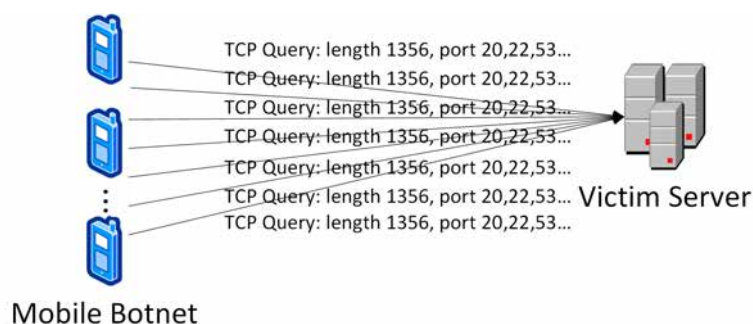 TCP Query: length 1356, port 20,22,53...
TCP Query: length 1356, port 20,22,53...
TCP Query: length 1356, port 20,22,53...
TCP Query: length 1356, port 20,22,53...
TCP Query: length 1356, port 20,22,53...
TCP Query: length 1356, port 20,22,53...
TCP Query: length 1356, port 20,22,53...
Victim Server
Mobile Botnet